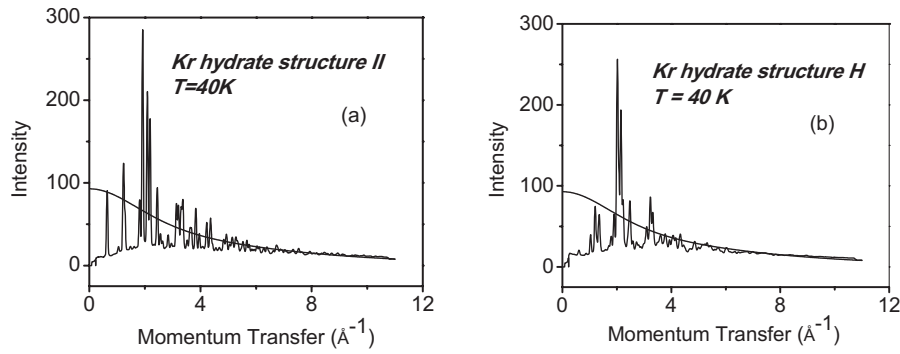 300
200
100
0
Intensity
Kr hydrate structure II
T=40K
(a)
0 4 8 12
Momentum Transfer (Å-1)
300
200
100
0
Intensity
Kr hydrate structure H
T = 40 K
(b)
0 4 8 12
Momentum Transfer (Å-1)